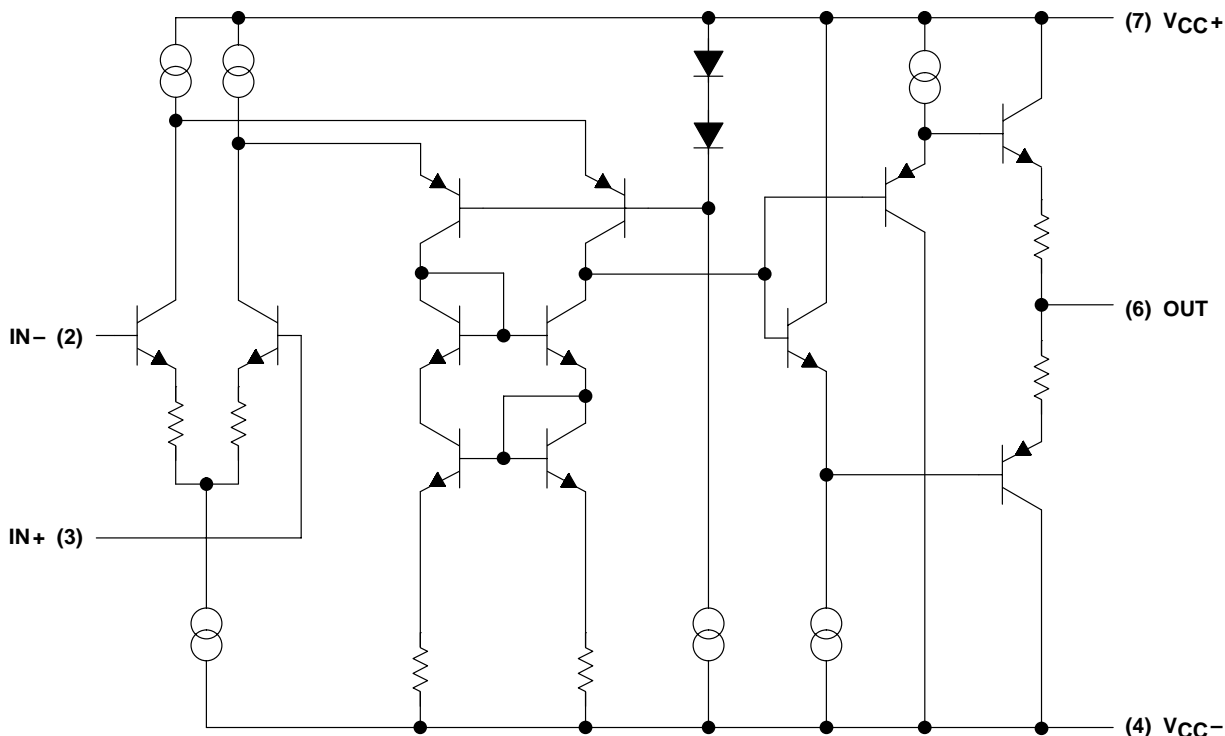 (7) VCC+
IN− (2)
(6) OUT
IN+ (3)
(4) VCC−